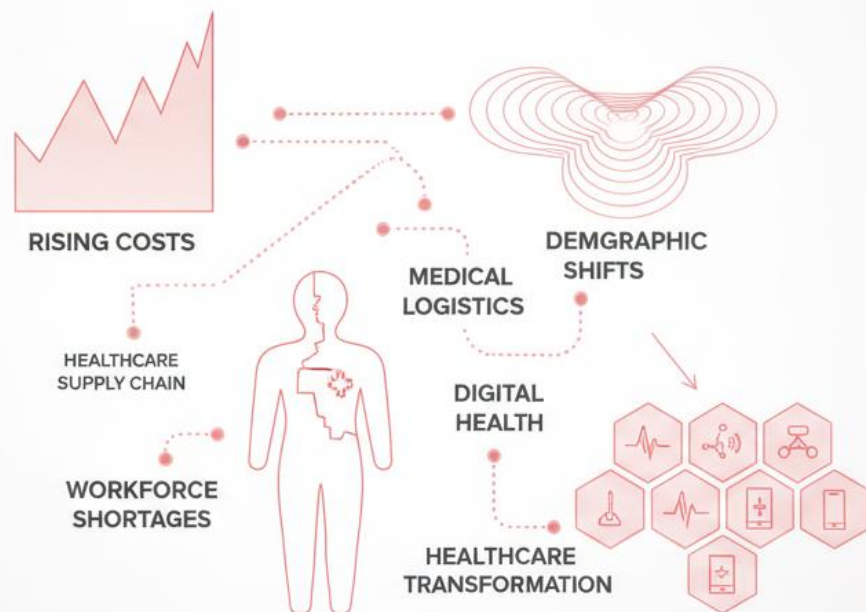 RISING COSTS
DEMGRAPHIC
SHIFTS
MEDICAL
LOGISTICS
HEALTHCARE
SUPPLY CHAIN
DIGITAL
HEALTH
WORKFORCE
SHORTAGES
HEALTHCARE
TRANSFORMATION